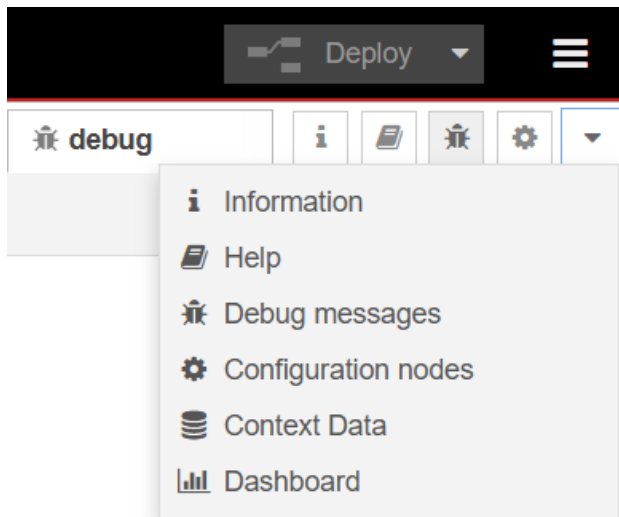 Deploy
debug
Information
Help
Debug messages
Configuration nodes
Context Data
Dashboard